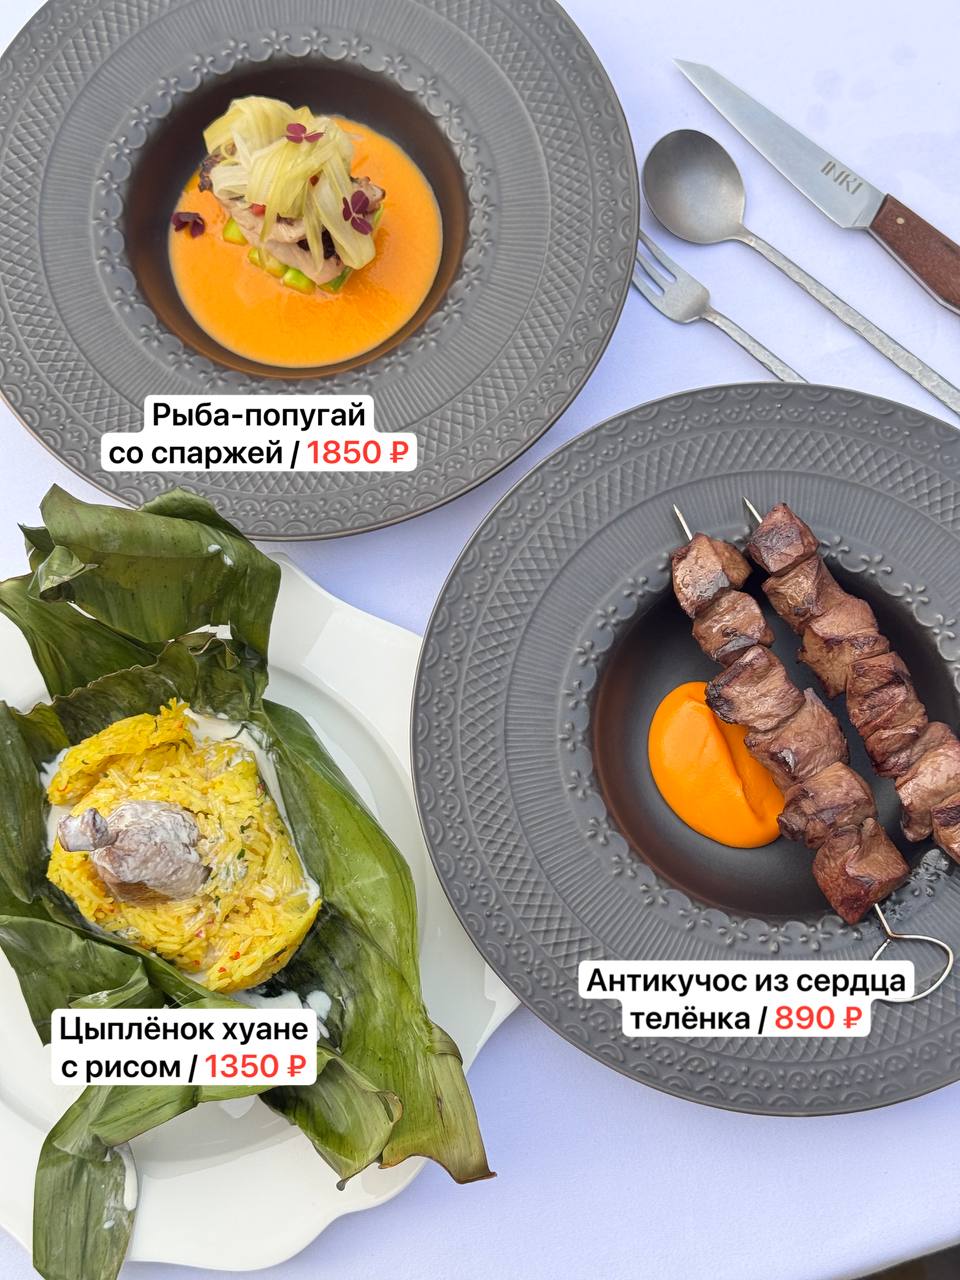 INKI
Рыба-попугай
со спаржей / 1850 ₽
Антикучос из сердца
телёнка / 890 ₽
Цыплёнок хуане
с рисом / 1350 ₽